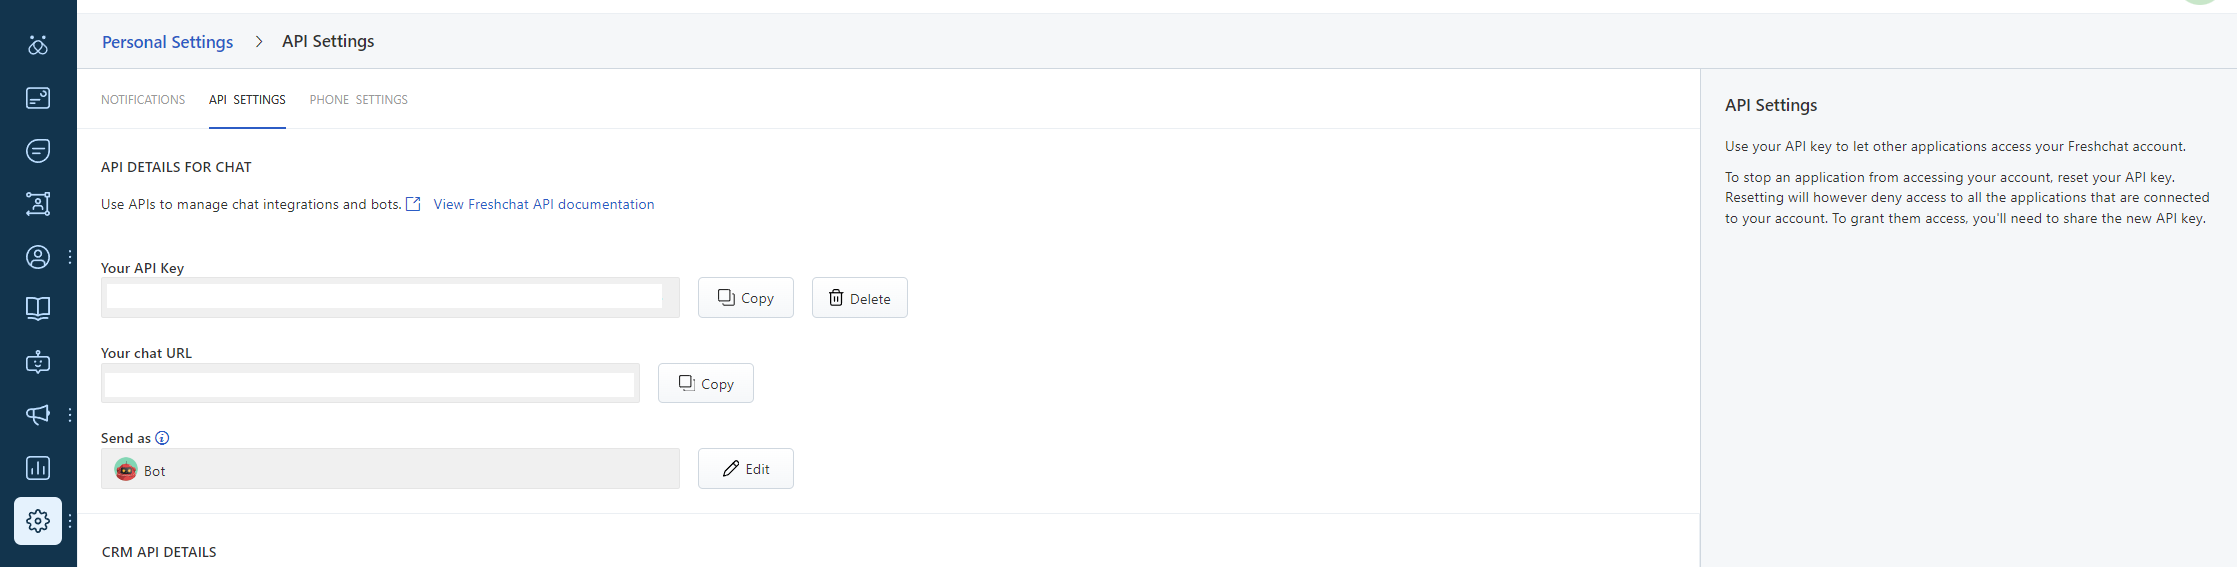 Personal Settings > API Settings
NOTIFICATIONS API SETTINGS PHONE SETTINGS
API DETAILS FOR CHAT
Use APIs to manage chat integrations and bots. View Freshchat API documentation
Your API Key
Copy Delete
Your chat URL
Copy
Send as
Bot Edit
CRM API DETAILS
API Settings
Use your API key to let other applications access your Freshchat account.
To stop an application from accessing your account, reset your API key.
Resetting will however deny access to all the applications that are connected
to your account. To grant them access, you'll need to share the new API key.